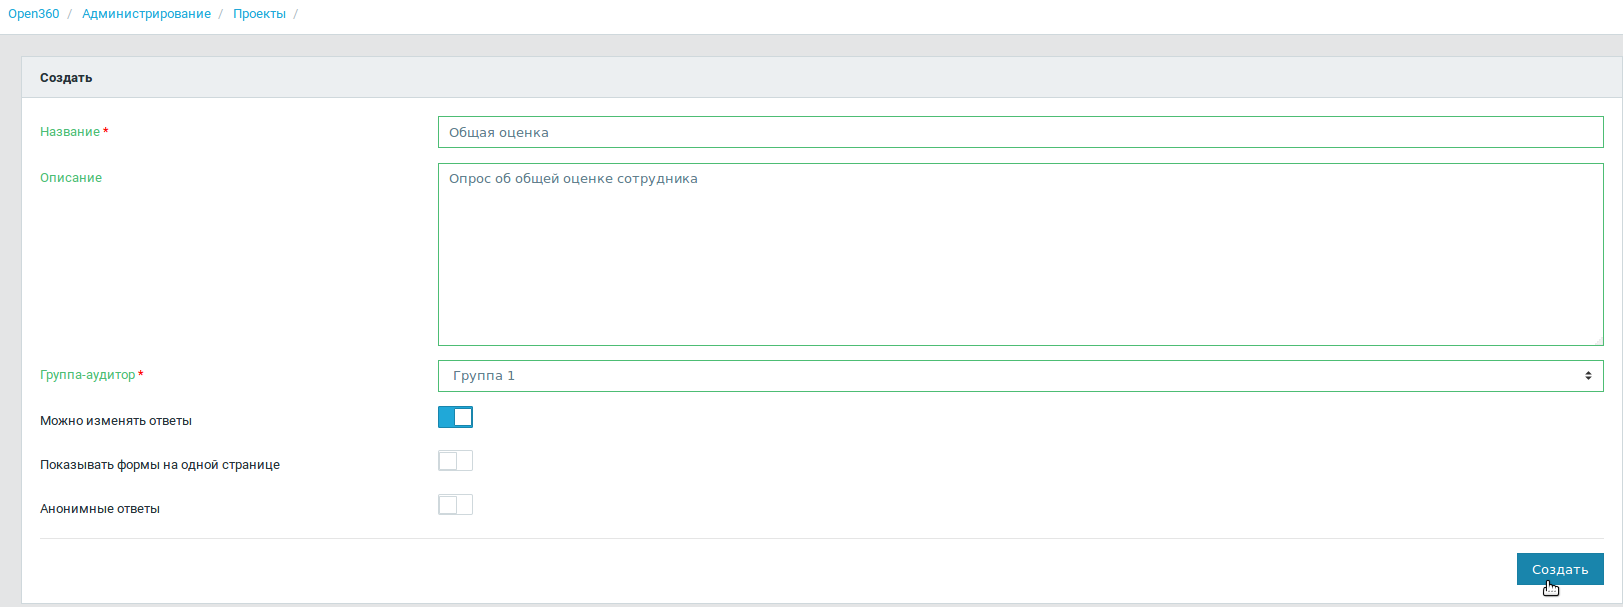 Open360 / Администрирование / Проекты /
Создать
Название *
Общая оценка
Описание
Опрос об общей оценке сотрудника
Группа-аудитор *
Группа 1
Можно изменять ответы
Показывать формы на одной странице
Анонимные ответы
Создать